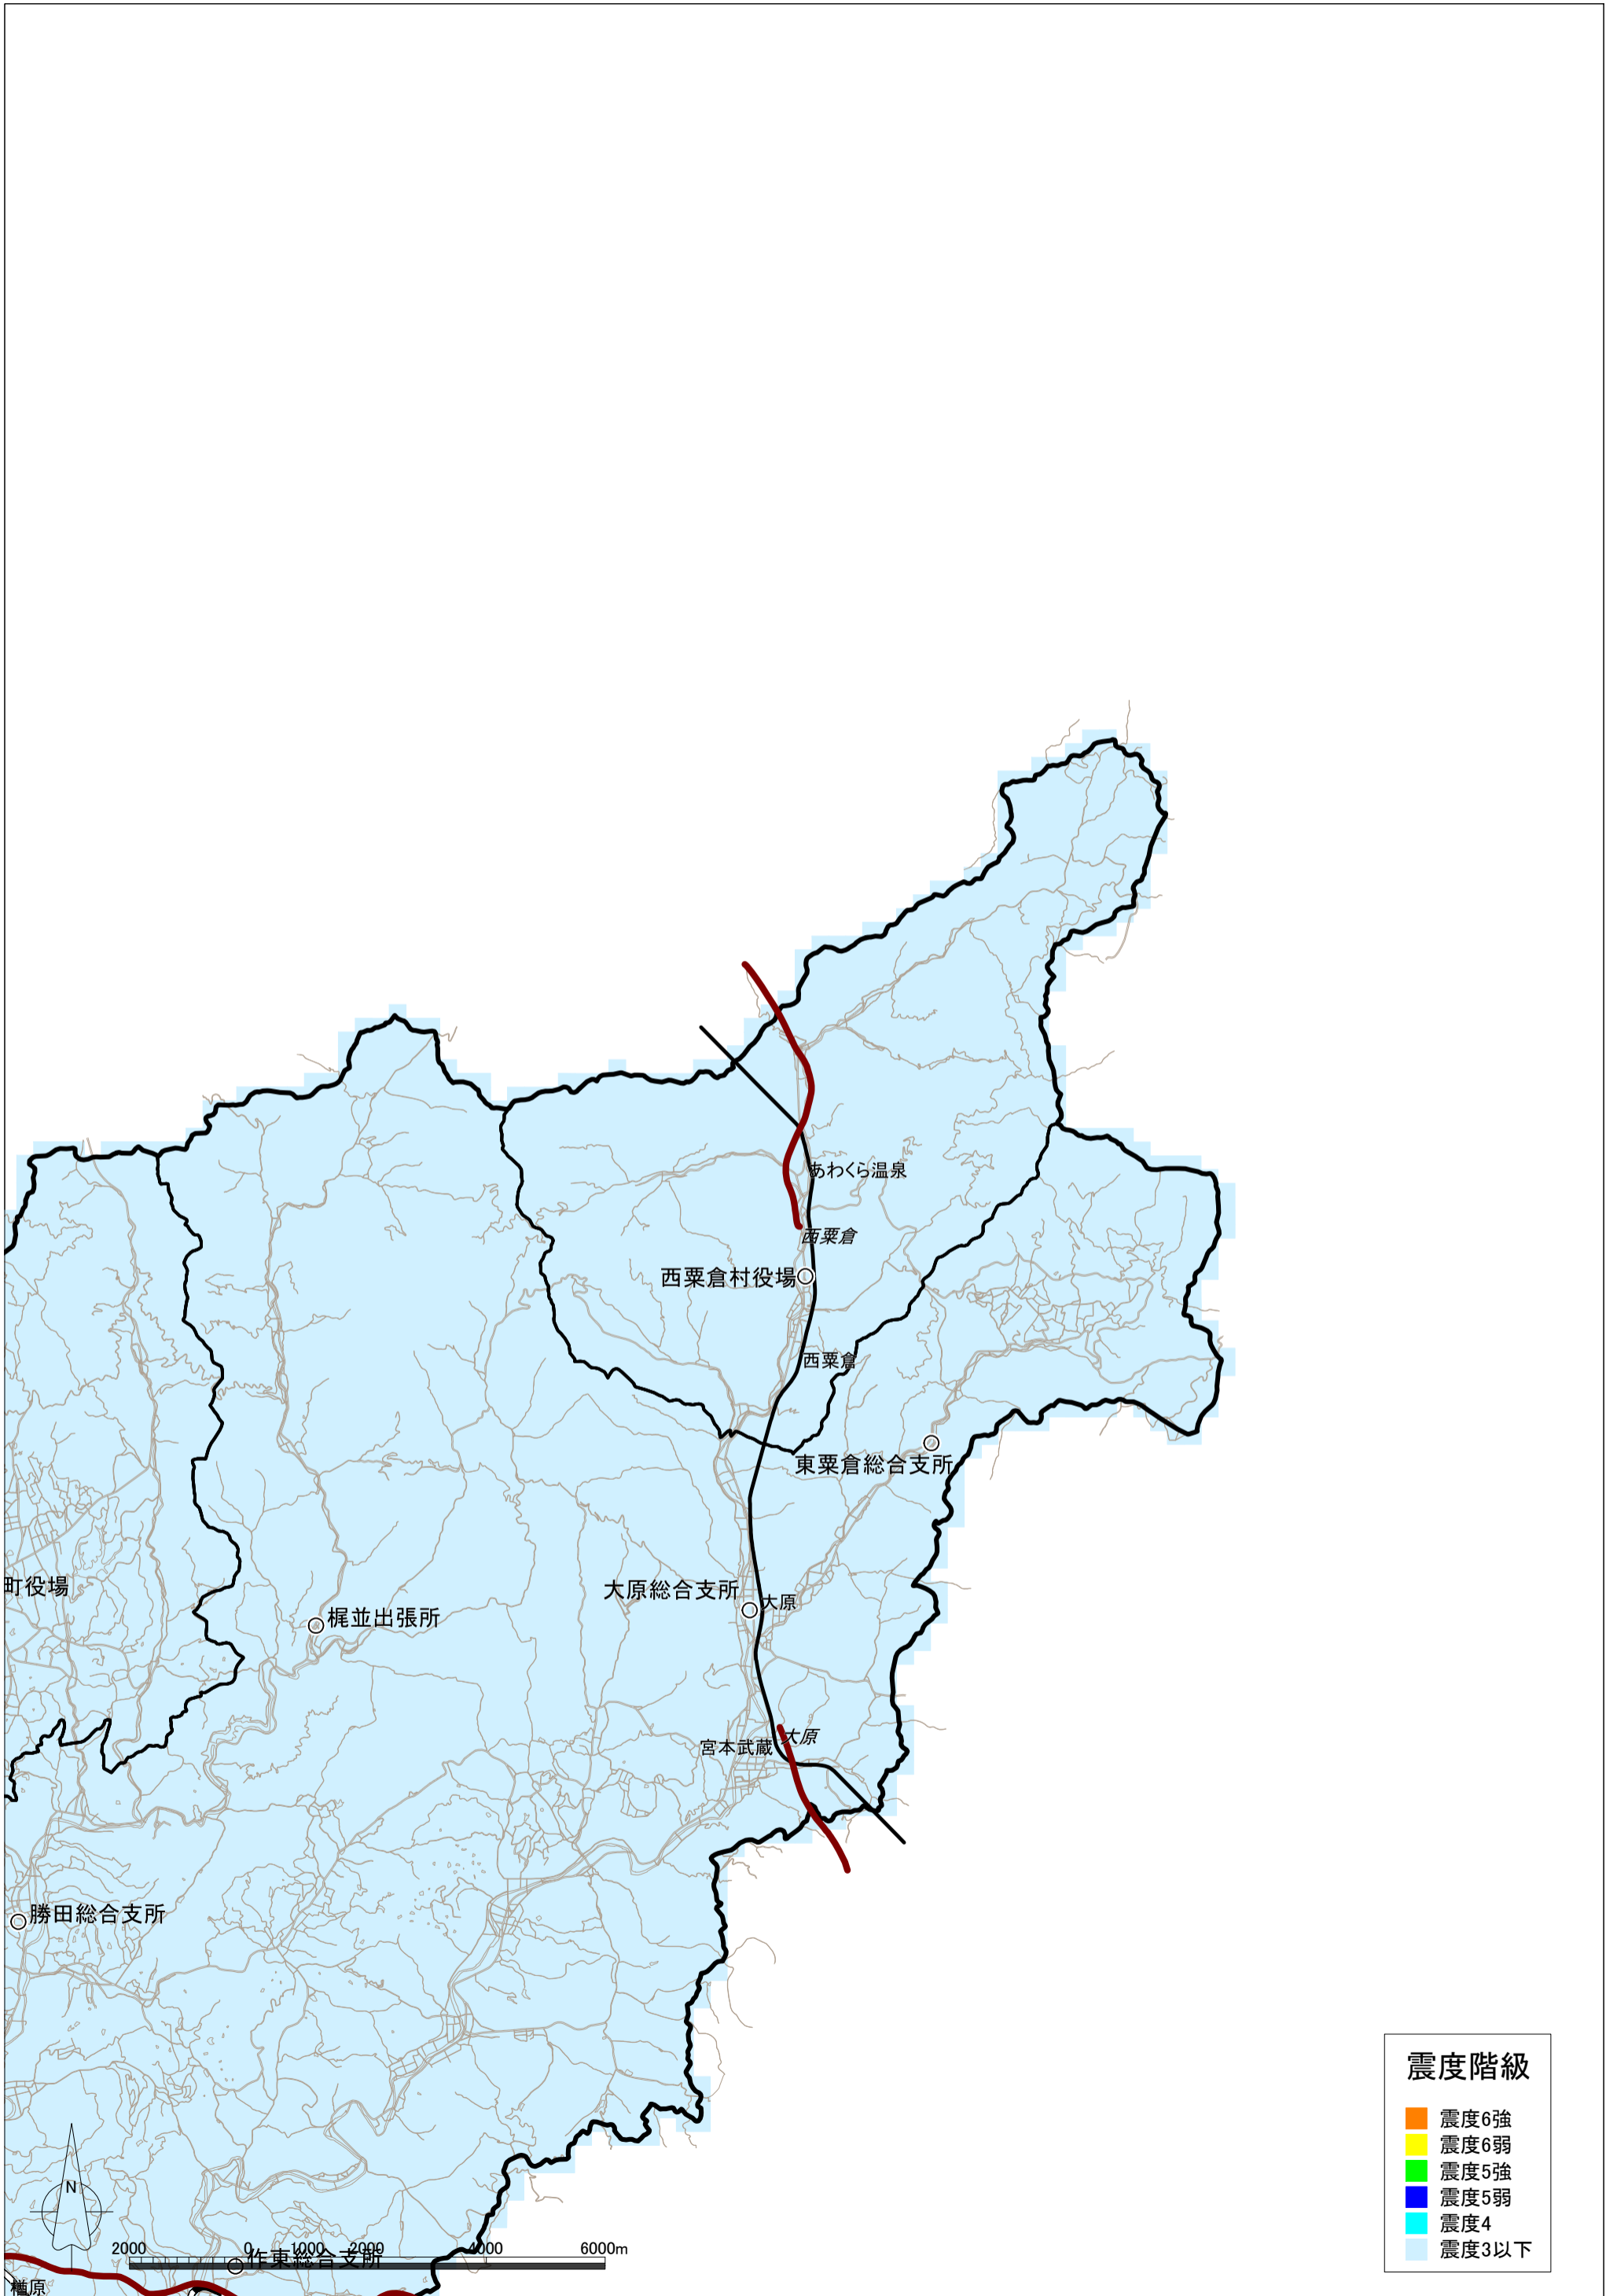 あわくら温泉
西粟倉
西粟倉村役場
西粟倉
東粟倉総合支所
町役場
大原総合支所
大原
梶並出張所
大原
宮本武蔵
勝田総合支所
震度階級
震度6強
震度6弱
震度5強
震度5弱
震度4
震度3以下
N
2000 0 1000 2000 4000 6000m
作東総合支所
楢原